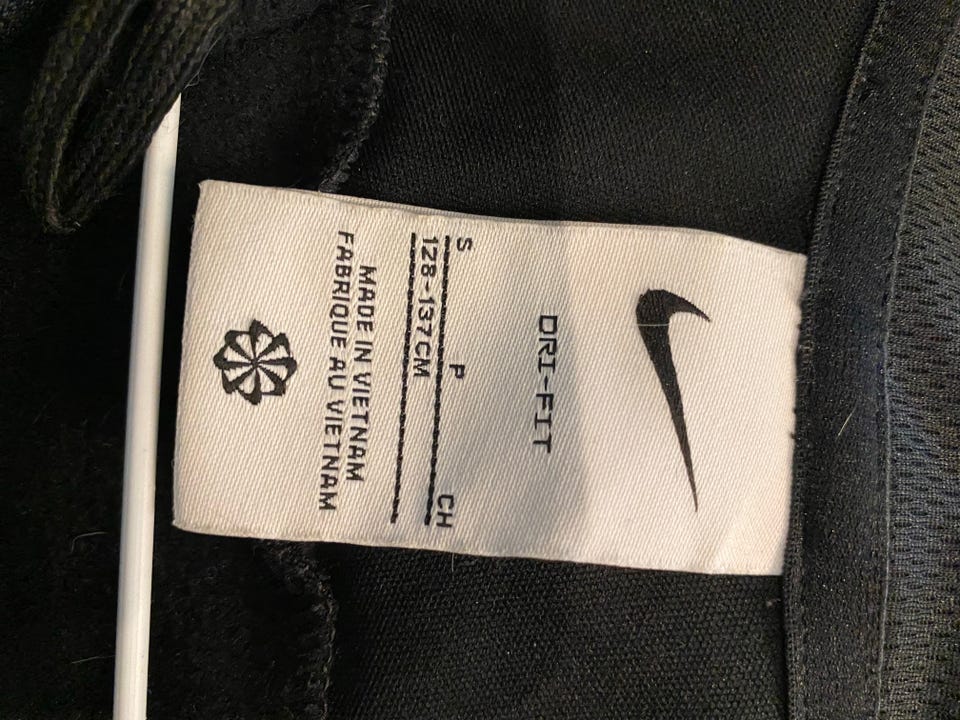 DRI-FIT
S P CH
128-137CM
MADE IN VIETNAM
FABRIQUE AU VIETNAM